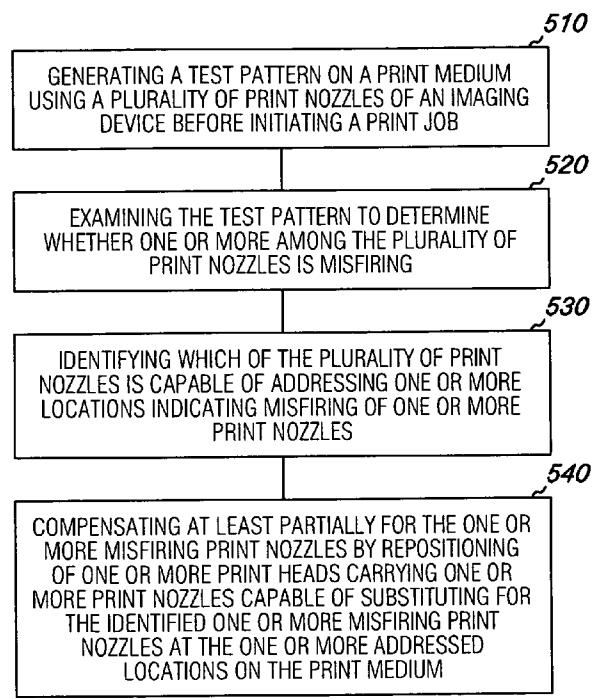 510
GENERATING A TEST PATTERN ON A PRINT MEDIUM
USING A PLURALITY OF PRINT NOZZLES OF AN IMAGING
DEVICE BEFORE INITIATING A PRINT JOB
520
EXAMINING THE TEST PATTERN TO DETERMINE
WHETHER ONE OR MORE AMONG THE PLURALITY OF
PRINT NOZZLES IS MISFIRING
530
IDENTIFYING WHICH OF THE PLURALITY OF PRINT
NOZZLES IS CAPABLE OF ADDRESSING ONE OR MORE
LOCATIONS INDICATING MISFIRING OF ONE OR MORE
PRINT NOZZLES
540
COMPENSATING AT LEAST PARTIALLY FOR THE ONE OR
MORE MISFIRING PRINT NOZZLES BY REPOSITIONING
OF ONE OR MORE PRINT HEADS CARRYING ONE OR
MORE PRINT NOZZLES CAPABLE OF SUBSTITUTING FOR
THE IDENTIFIED ONE OR MORE MISFIRING PRINT
NOZZLES AT THE ONE OR MORE ADDRESSED
LOCATIONS ON THE PRINT MEDIUM